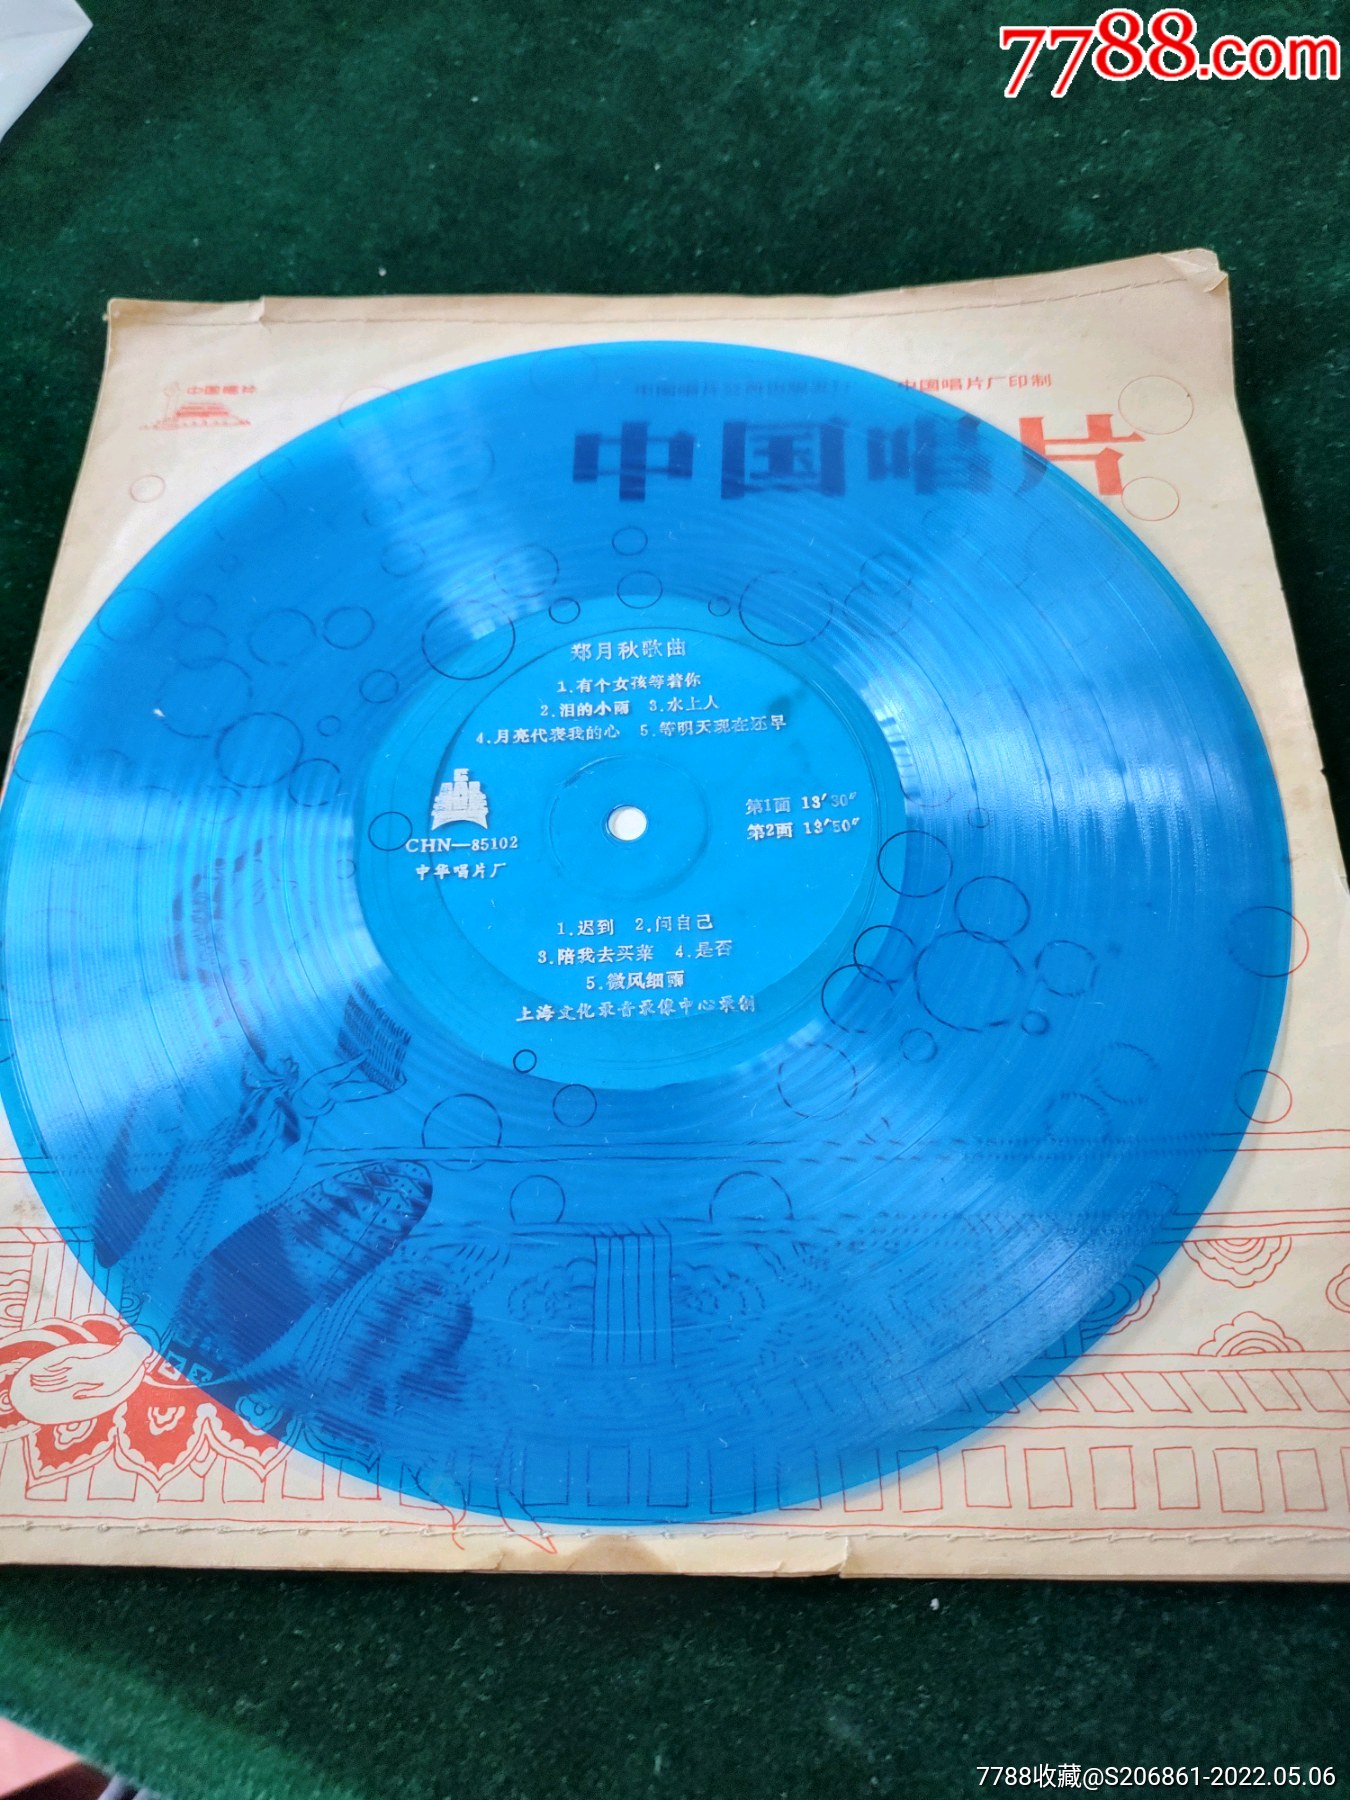 7788.com
中国唱片
中国唱片厂印制
中国唱片
郑月秋歌曲
1.有个女孩等着你
2.泪的小雨 3.水上人
4.月亮代表我的心 5.等明天现在还早
第1面 13′30″
第2面 13′50″
CHN—85102
中华唱片厂
1.迟到 2.问自己
3.陪我去买菜 4.是否
5.微风细雨
上海文化录音录像中心录制
7788收藏@S206861-2022.05.06